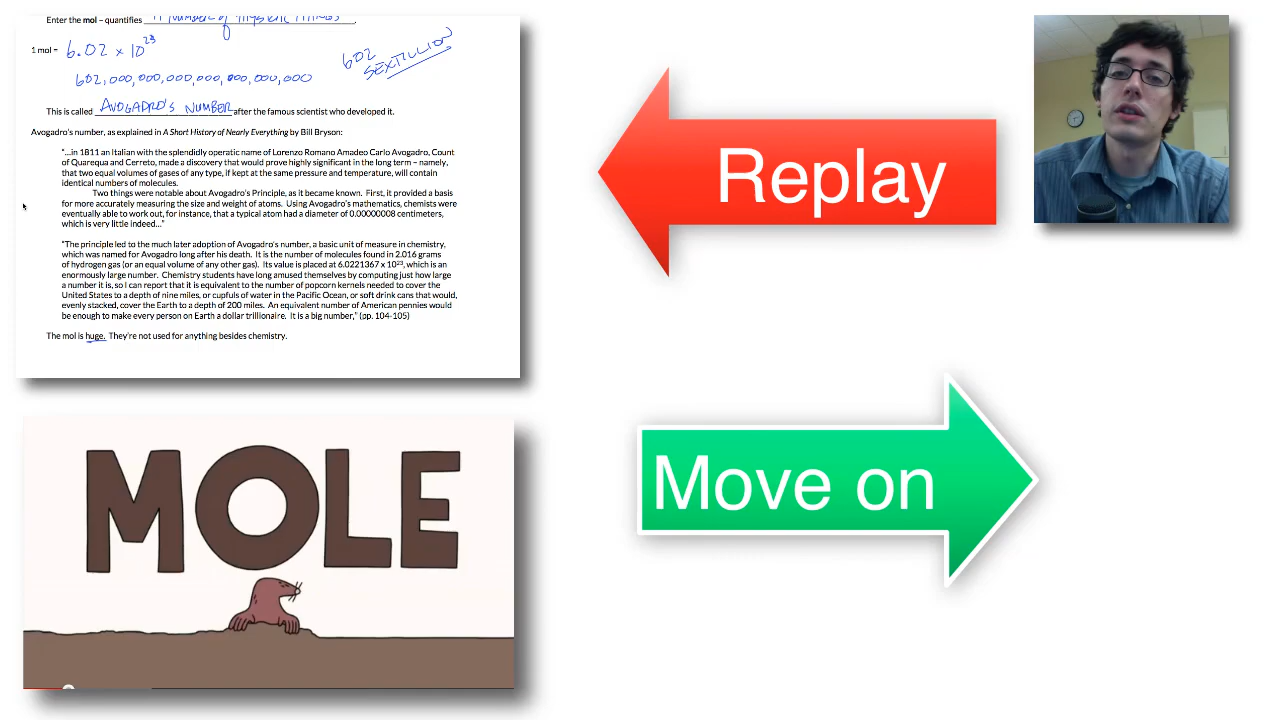 Enter the mol – quantifies
1 mol = 6.02 x 10^23
602
SEXTILLION
602,000,000,000,000,000,000,000
This is called AVOGADRO'S NUMBER after the famous scientist who developed it.
Avogadro's number, as explained in A Short History of Nearly Everything by Bill Bryson:
"...in 1811 an Italian with the splendidly operatic name of Lorenzo Romano Amadeo Carlo Avogadro, Count
of Quarequa and Cerreto, made a discovery that would prove highly significant in the long term – namely,
that two equal volumes of gases of any type, if kept at the same pressure and temperature, will contain
identical numbers of molecules.
Two things were notable about Avogadro's Principle, as it became known. First, it provided a basis
for more accurately measuring the size and weight of atoms. Using Avogadro's mathematics, chemists were
eventually able to work out, for instance, that a typical atom had a diameter of 0.00000008 centimeters,
which is very little indeed..."
"The principle led to the much later adoption of Avogadro's number, a basic unit of measure in chemistry,
which was named for Avogadro long after his death. It is the number of molecules found in 2.016 grams
of hydrogen gas (or an equal volume of any other gas). Its value is placed at 6.0221367 x 10²³, which is an
enormously large number. Chemistry students have long amused themselves by computing just how large
a number it is, so I can report that it is equivalent to the number of popcorn kernels needed to cover the
United States to a depth of nine miles, or cupfuls of water in the Pacific Ocean, or soft drink cans that would,
evenly stacked, cover the Earth to a depth of 200 miles. An equivalent number of American pennies would
be enough to make every person on Earth a dollar trillionaire. It is a big number," (pp. 104-105)
The mol is huge. They're not used for anything besides chemistry.
Replay
MOLE
Move on